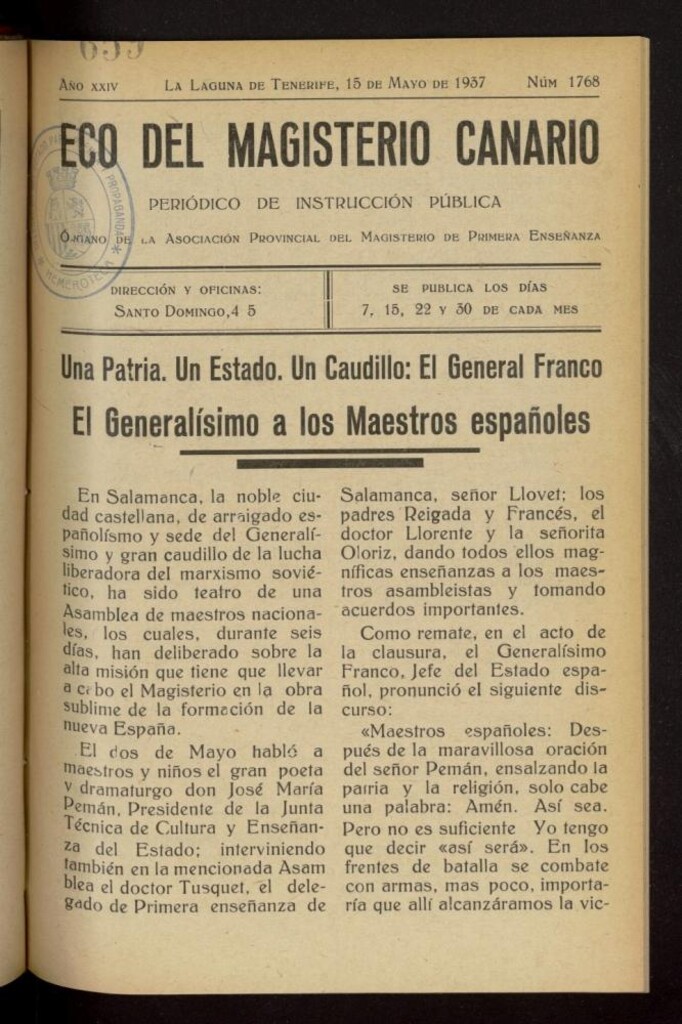 699
Año XXIV La Laguna de Tenerife, 15 de Mayo de 1937 Núm 1768
ECO DEL MAGISTERIO CANARIO
PERIÓDICO DE INSTRUCCIÓN PÚBLICA
Órgano de la Asociación Provincial del Magisterio de Primera Enseñanza
PROPAGANDA
HEMEROTECA
DIRECCIÓN Y OFICINAS:
Santo Domingo,4 5
SE PUBLICA LOS DÍAS
7, 15, 22 y 30 de cada mes
Una Patria. Un Estado. Un Caudillo: El General Franco
El Generalísimo a los Maestros españoles
En Salamanca, la noble ciu-
dad castellana, de arraigado es-
pañolísmo y sede del Generalí-
simo y gran caudillo de la lucha
liberadora del marxismo sovié-
tico, ha sido teatro de una
Asamblea de maestros naciona-
les, los cuales, durante seis
días, han deliberado sobre la
alta misión que tiene que llevar
a cabo el Magisterio en la obra
sublime de la formación de la
nueva España.
El dos de Mayo habló a
maestros y niños el gran poeta
y dramaturgo don José María
Pemán, Presidente de la Junta
Técnica de Cultura y Enseñan-
za del Estado; interviniendo
también en la mencionada Asam
blea el doctor Tusquet, el dele-
gado de Primera enseñanza de
Salamanca, señor Llovet; los
padres Reigada y Francés, el
doctor Llorente y la señorita
Oloriz, dando todos ellos mag-
níficas enseñanzas a los maes-
tros asambleistas y tomando
acuerdos importantes.
Como remate, en el acto de
la clausura, el Generalísimo
Franco, Jefe del Estado espa-
ñol, pronunció el siguiente dis-
curso:
«Maestros españoles: Des-
pués de la maravillosa oración
del señor Pemán, ensalzando la
patria y la religión, solo cabe
una palabra: Amén. Así sea.
Pero no es suficiente Yo tengo
que decir «así será». En los
frentes de batalla se combate
con armas, mas poco, importa-
ría que allí alcanzáramos la vic-